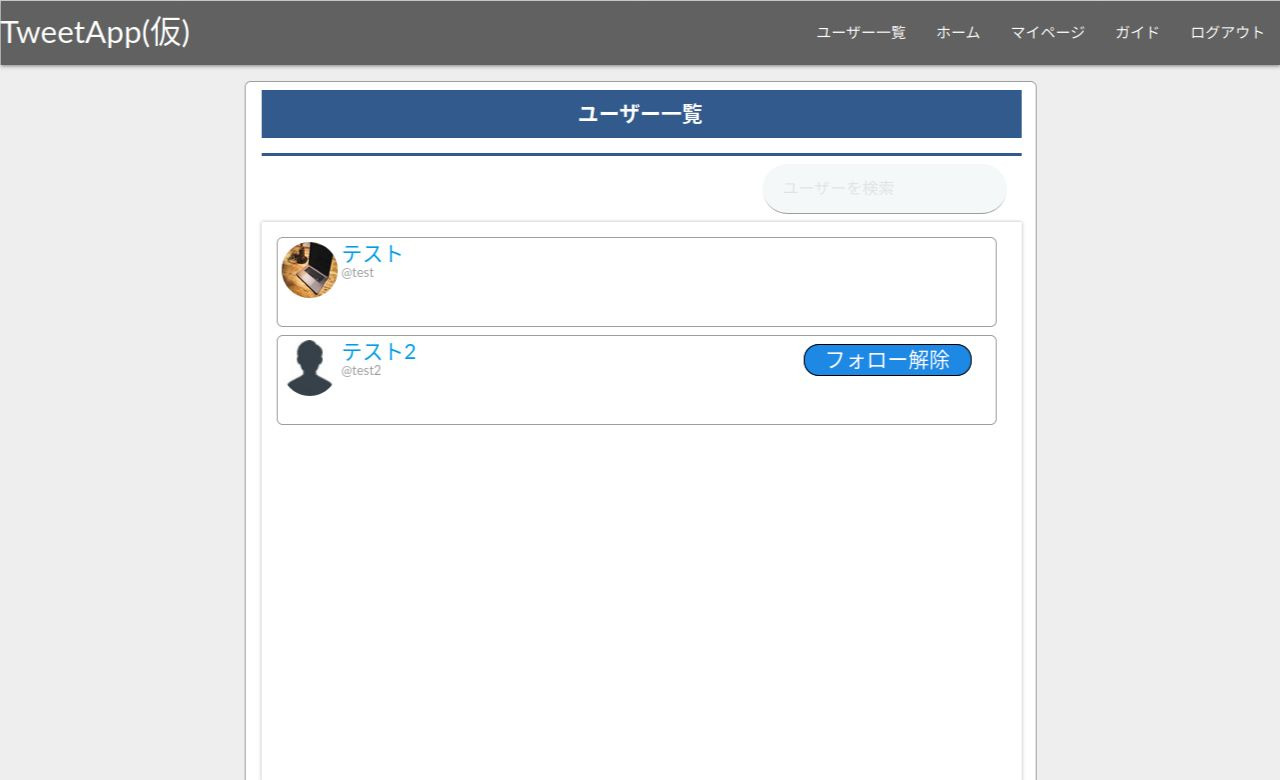 TweetApp(仮)
ユーザー一覧 ホーム マイページ ガイド ログアウト
ユーザー一覧
ユーザーを検索
テスト
@test
テスト2
@test2
フォロー解除